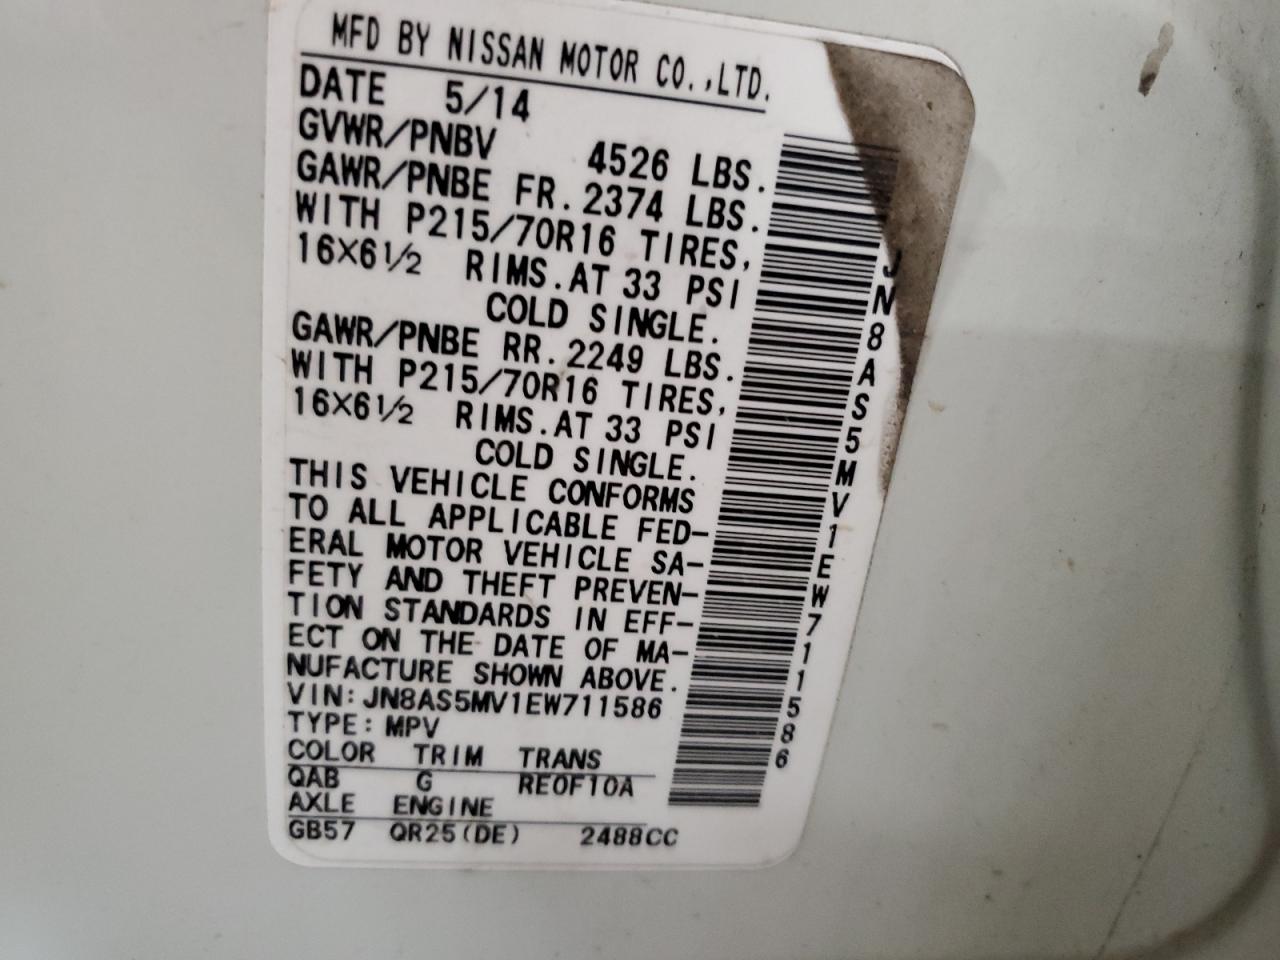 MFD BY NISSAN MOTOR CO.,LTD.
DATE 5/14
GVWR/PNBV 4526 LBS.
GAWR/PNBE FR. 2374 LBS.
WITH P215/70R16 TIRES,
16X6 1/2 RIMS. AT 33 PSI
COLD SINGLE.
GAWR/PNBE RR. 2249 LBS.
WITH P215/70R16 TIRES,
16X6 1/2 RIMS. AT 33 PSI
COLD SINGLE.
THIS VEHICLE CONFORMS
TO ALL APPLICABLE FED-
ERAL MOTOR VEHICLE SA-
FETY AND THEFT PREVEN-
TION STANDARDS IN EFF-
ECT ON THE DATE OF MA-
NUFACTURE SHOWN ABOVE.
VIN: JN8AS5MV1EW711586
TYPE: MPV
COLOR TRIM TRANS
QAB G RE0F10A
AXLE ENGINE
GB57 QR25(DE) 2488CC
JN8AS5MV1EW711586